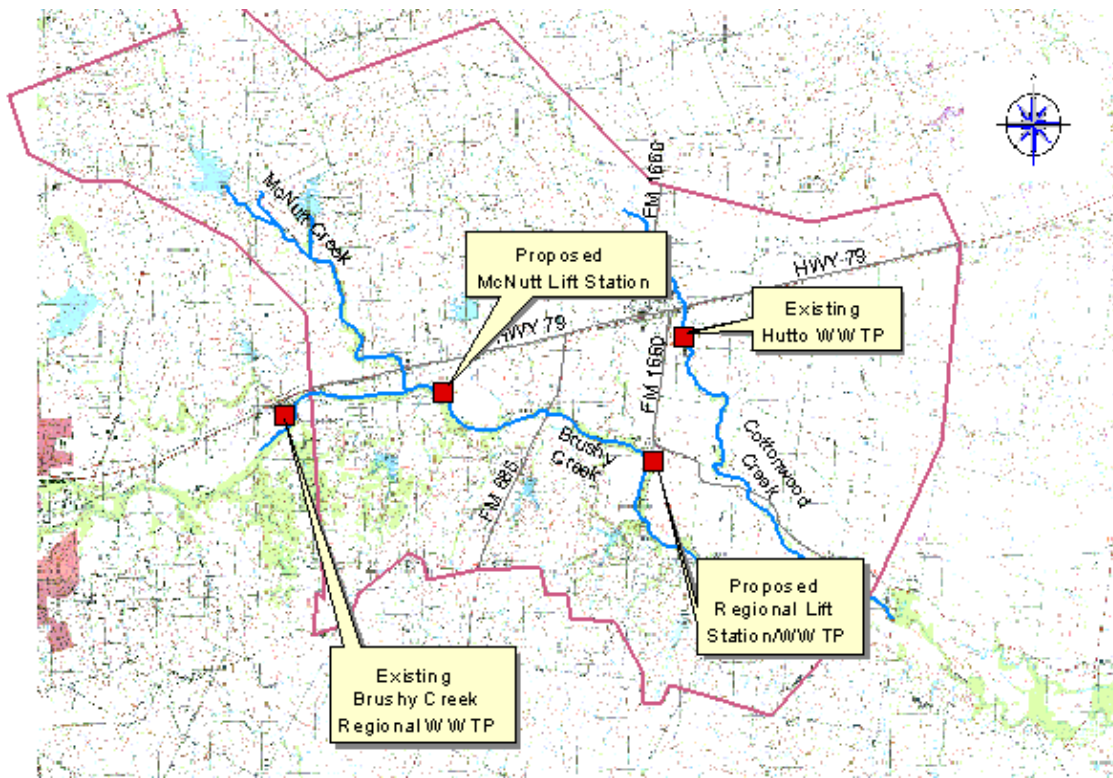 FM 1660
McNutt Creek
Proposed
McNutt Lift Station
HWY 79
Existing
Hutto WWTP
HWY 79
FM 1660
Brushy
Creek
Cottonwood
Creek
FM 685
Proposed
Regional Lift
Station/WWTP
Existing
Brushy Creek
Regional WWTP